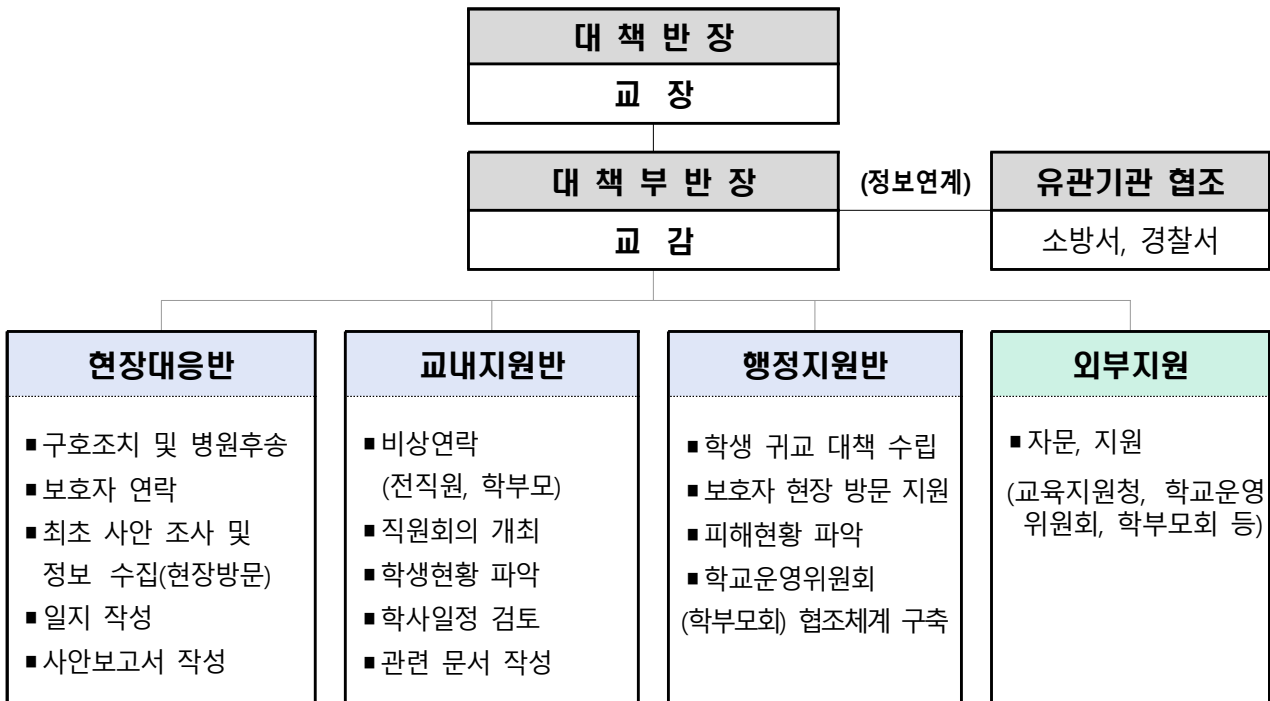 대 책 반 장
교 장
대 책 부 반 장
(정보연계)
유관기관 협조
교 감
소방서, 경찰서
현장대응반
▪구호조치 및 병원후송
▪보호자 연락
▪최초 사안 조사 및
정보 수집(현장방문)
▪일지 작성
▪사안보고서 작성
교내지원반
▪비상연락
(전직원, 학부모)
▪직원회의 개최
▪학생현황 파악
▪학사일정 검토
▪관련 문서 작성
행정지원반
▪학생 귀교 대책 수립
▪보호자 현장 방문 지원
▪피해현황 파악
▪학교운영위원회
(학부모회) 협조체계 구축
외부지원
▪자문, 지원
(교육지원청, 학교운영
위원회, 학부모회 등)